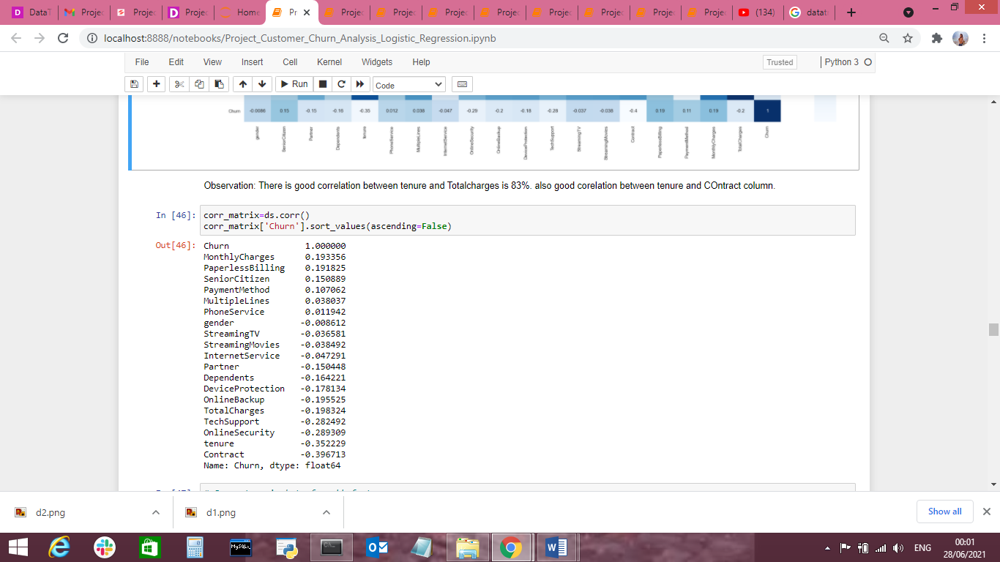 DataT
Projec
Projec
Projec
Home
Pr
Projec
Projec
Projec
Projec
Projec
Projec
Projec
Projec
(134)
datat
localhost:8888/notebooks/Project_Customer_Churn_Analysis_Logistic_Regression.ipynb
File Edit View Insert Cell Kernel Widgets Help
Trusted
Python 3
Run
Code
Churn -0.0086 0.15 -0.15 -0.16 -0.35 0.012 0.038 -0.047 -0.29 -0.2 -0.18 -0.28 -0.037 -0.038 -0.4 0.19 0.11 0.19 -0.2 1
gender
SeniorCitizen
Partner
Dependents
tenure
PhoneService
MultipleLines
InternetService
OnlineSecurity
OnlineBackup
DeviceProtection
TechSupport
StreamingTV
StreamingMovies
Contract
PaperlessBilling
PaymentMethod
MonthlyCharges
TotalCharges
Churn
Observation: There is good correlation between tenure and Totalcharges is 83%. also good corelation between tenure and COntract column.
In [46]:
corr_matrix=ds.corr()
corr_matrix['Churn'].sort_values(ascending=False)
Out[46]:
Churn 1.000000
MonthlyCharges 0.193356
PaperlessBilling 0.191825
SeniorCitizen 0.150889
PaymentMethod 0.107062
MultipleLines 0.038037
PhoneService 0.011942
gender -0.008612
StreamingTV -0.036581
StreamingMovies -0.038492
InternetService -0.047291
Partner -0.150448
Dependents -0.164221
DeviceProtection -0.178134
OnlineBackup -0.195525
TotalCharges -0.198324
TechSupport -0.282492
OnlineSecurity -0.289309
tenure -0.352229
Contract -0.396713
Name: Churn, dtype: float64
d2.png
d1.png
Show all
MySQL
ENG
00:01
28/06/2021